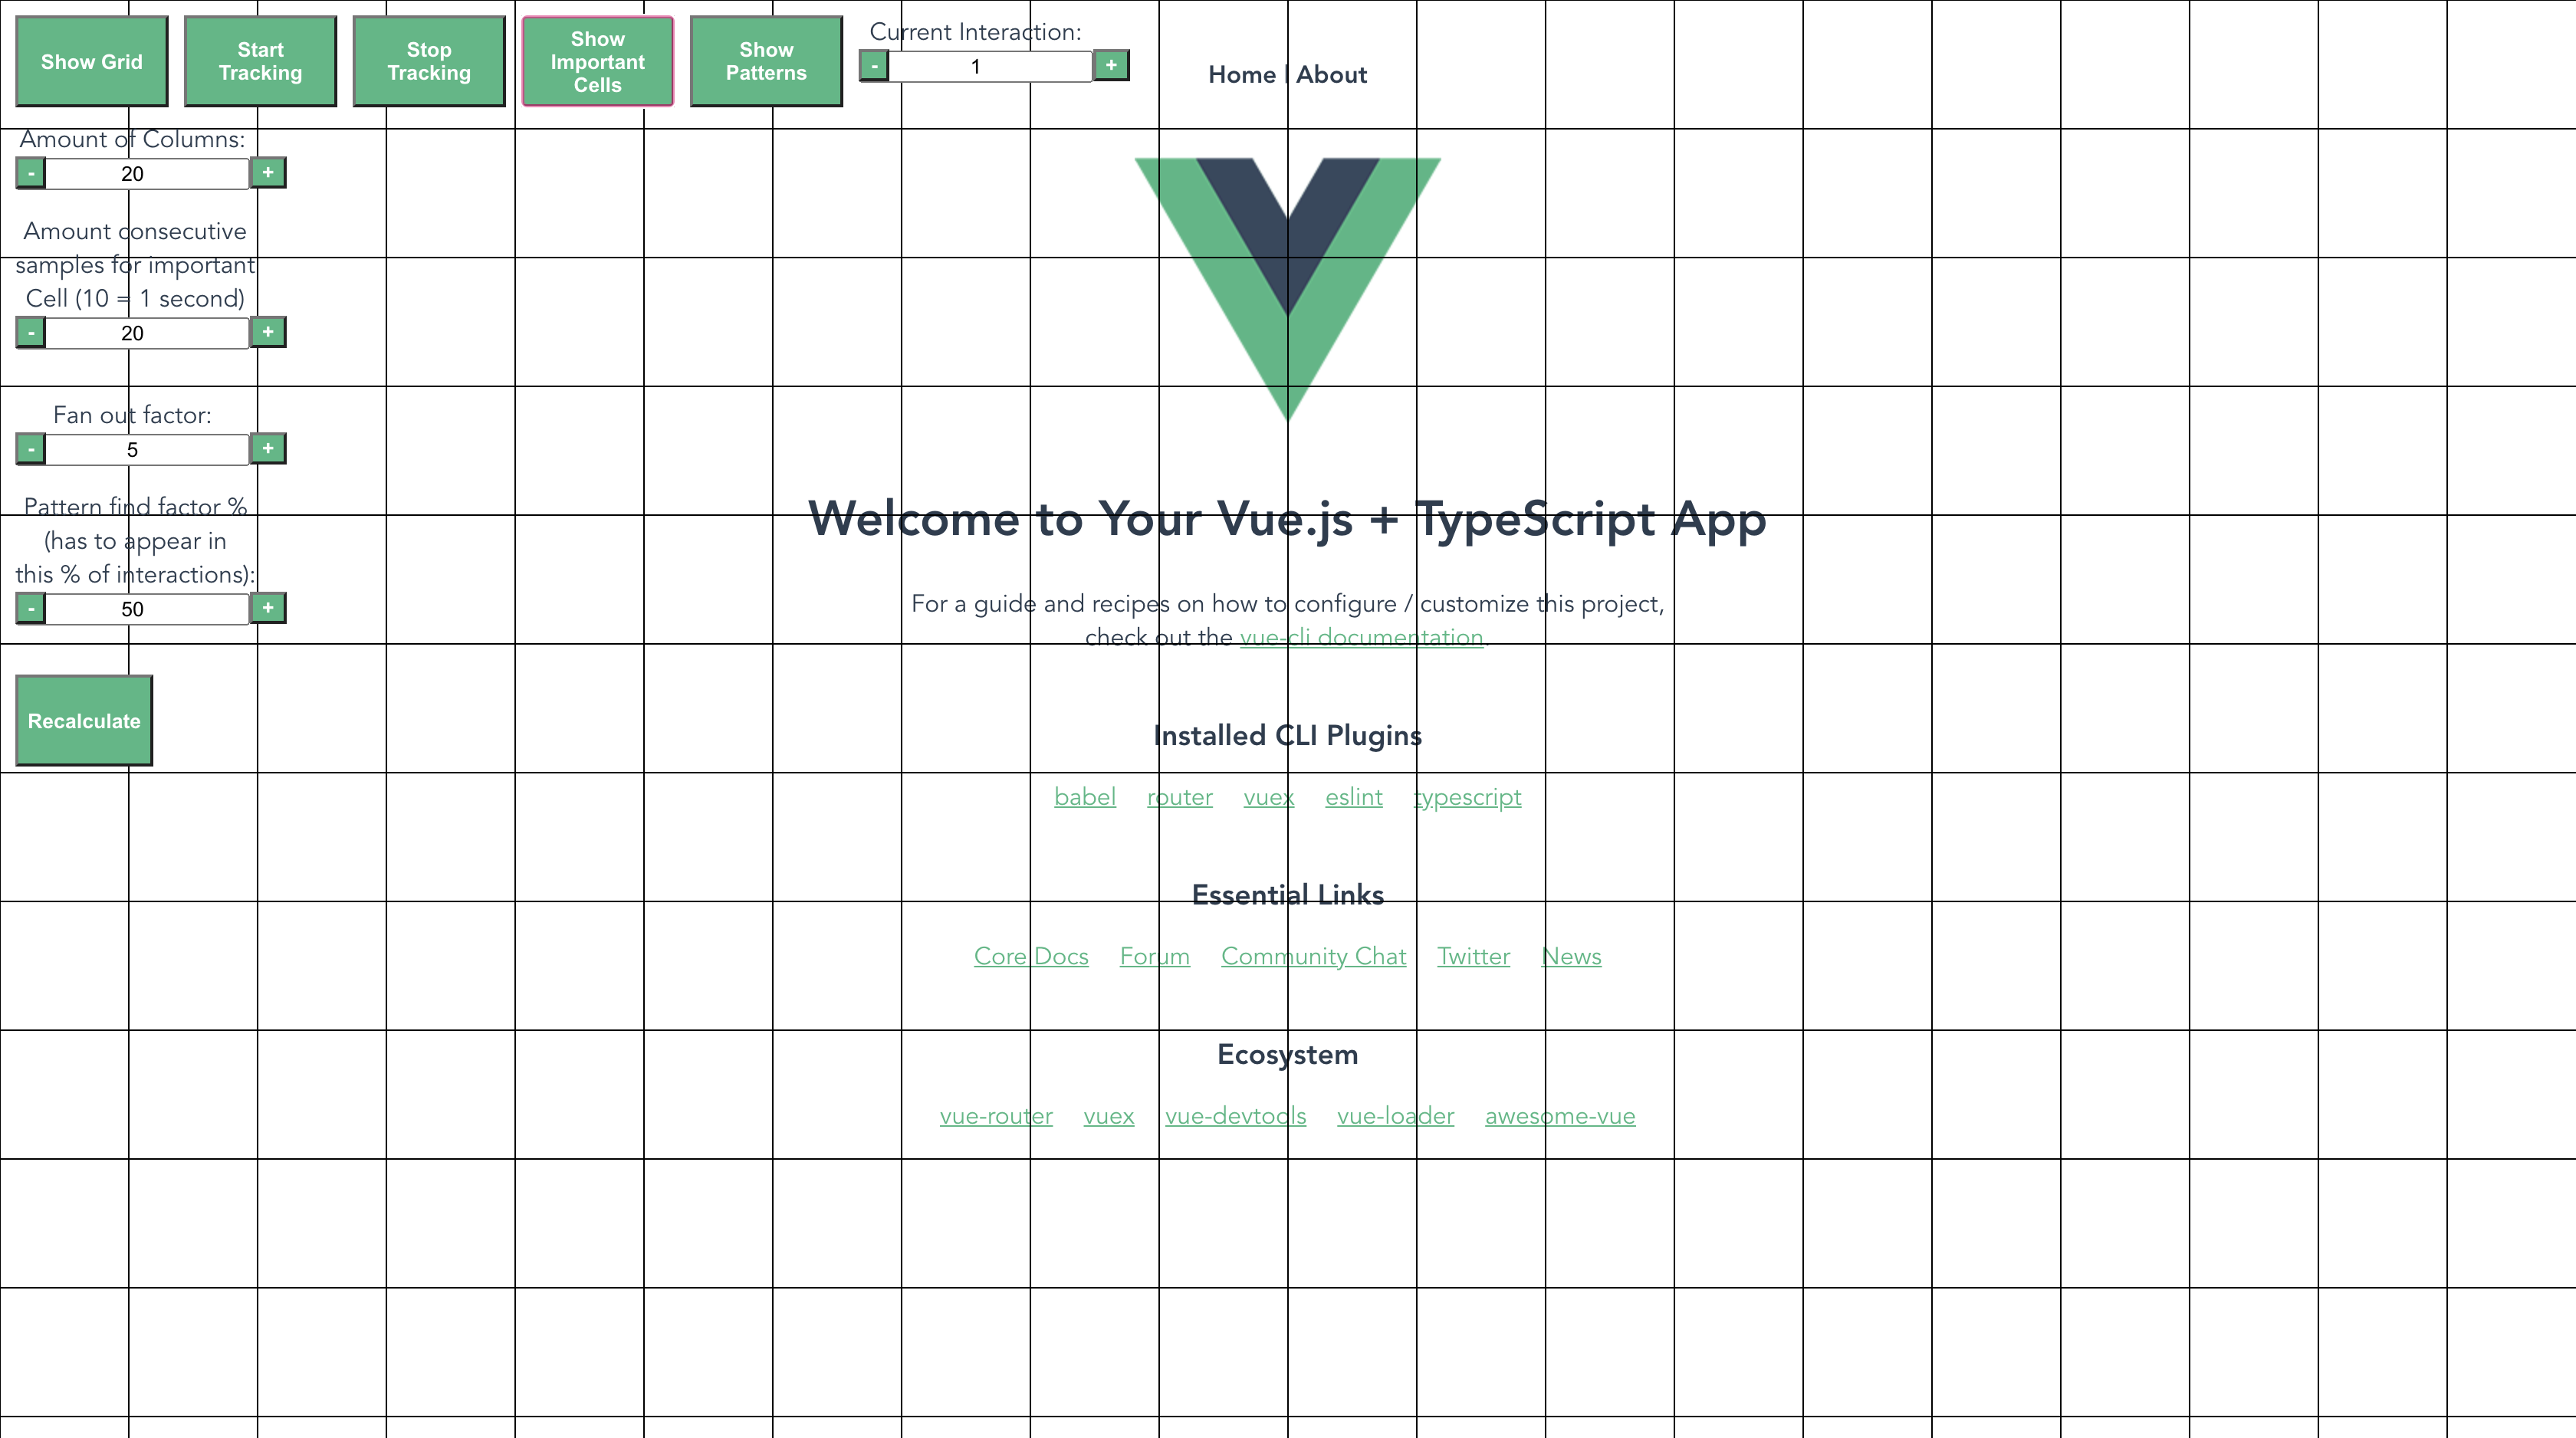 Show Grid
Start
Tracking
Stop
Tracking
Show
Important
Cells
Show
Patterns
Current Interaction:
- 1 +
Home | About
Amount of Columns:
- 20 +
Amount consecutive
samples for important
Cell (10 = 1 second)
- 20 +
Fan out factor:
- 5 +
Pattern find factor %
(has to appear in
this % of interactions):
- 50 +
Recalculate
Welcome to Your Vue.js + TypeScript App
For a guide and recipes on how to configure / customize this project,
check out the vue-cli documentation.
Installed CLI Plugins
babel router vuex eslint typescript
Essential Links
Core Docs Forum Community Chat Twitter News
Ecosystem
vue-router vuex vue-devtools vue-loader awesome-vue